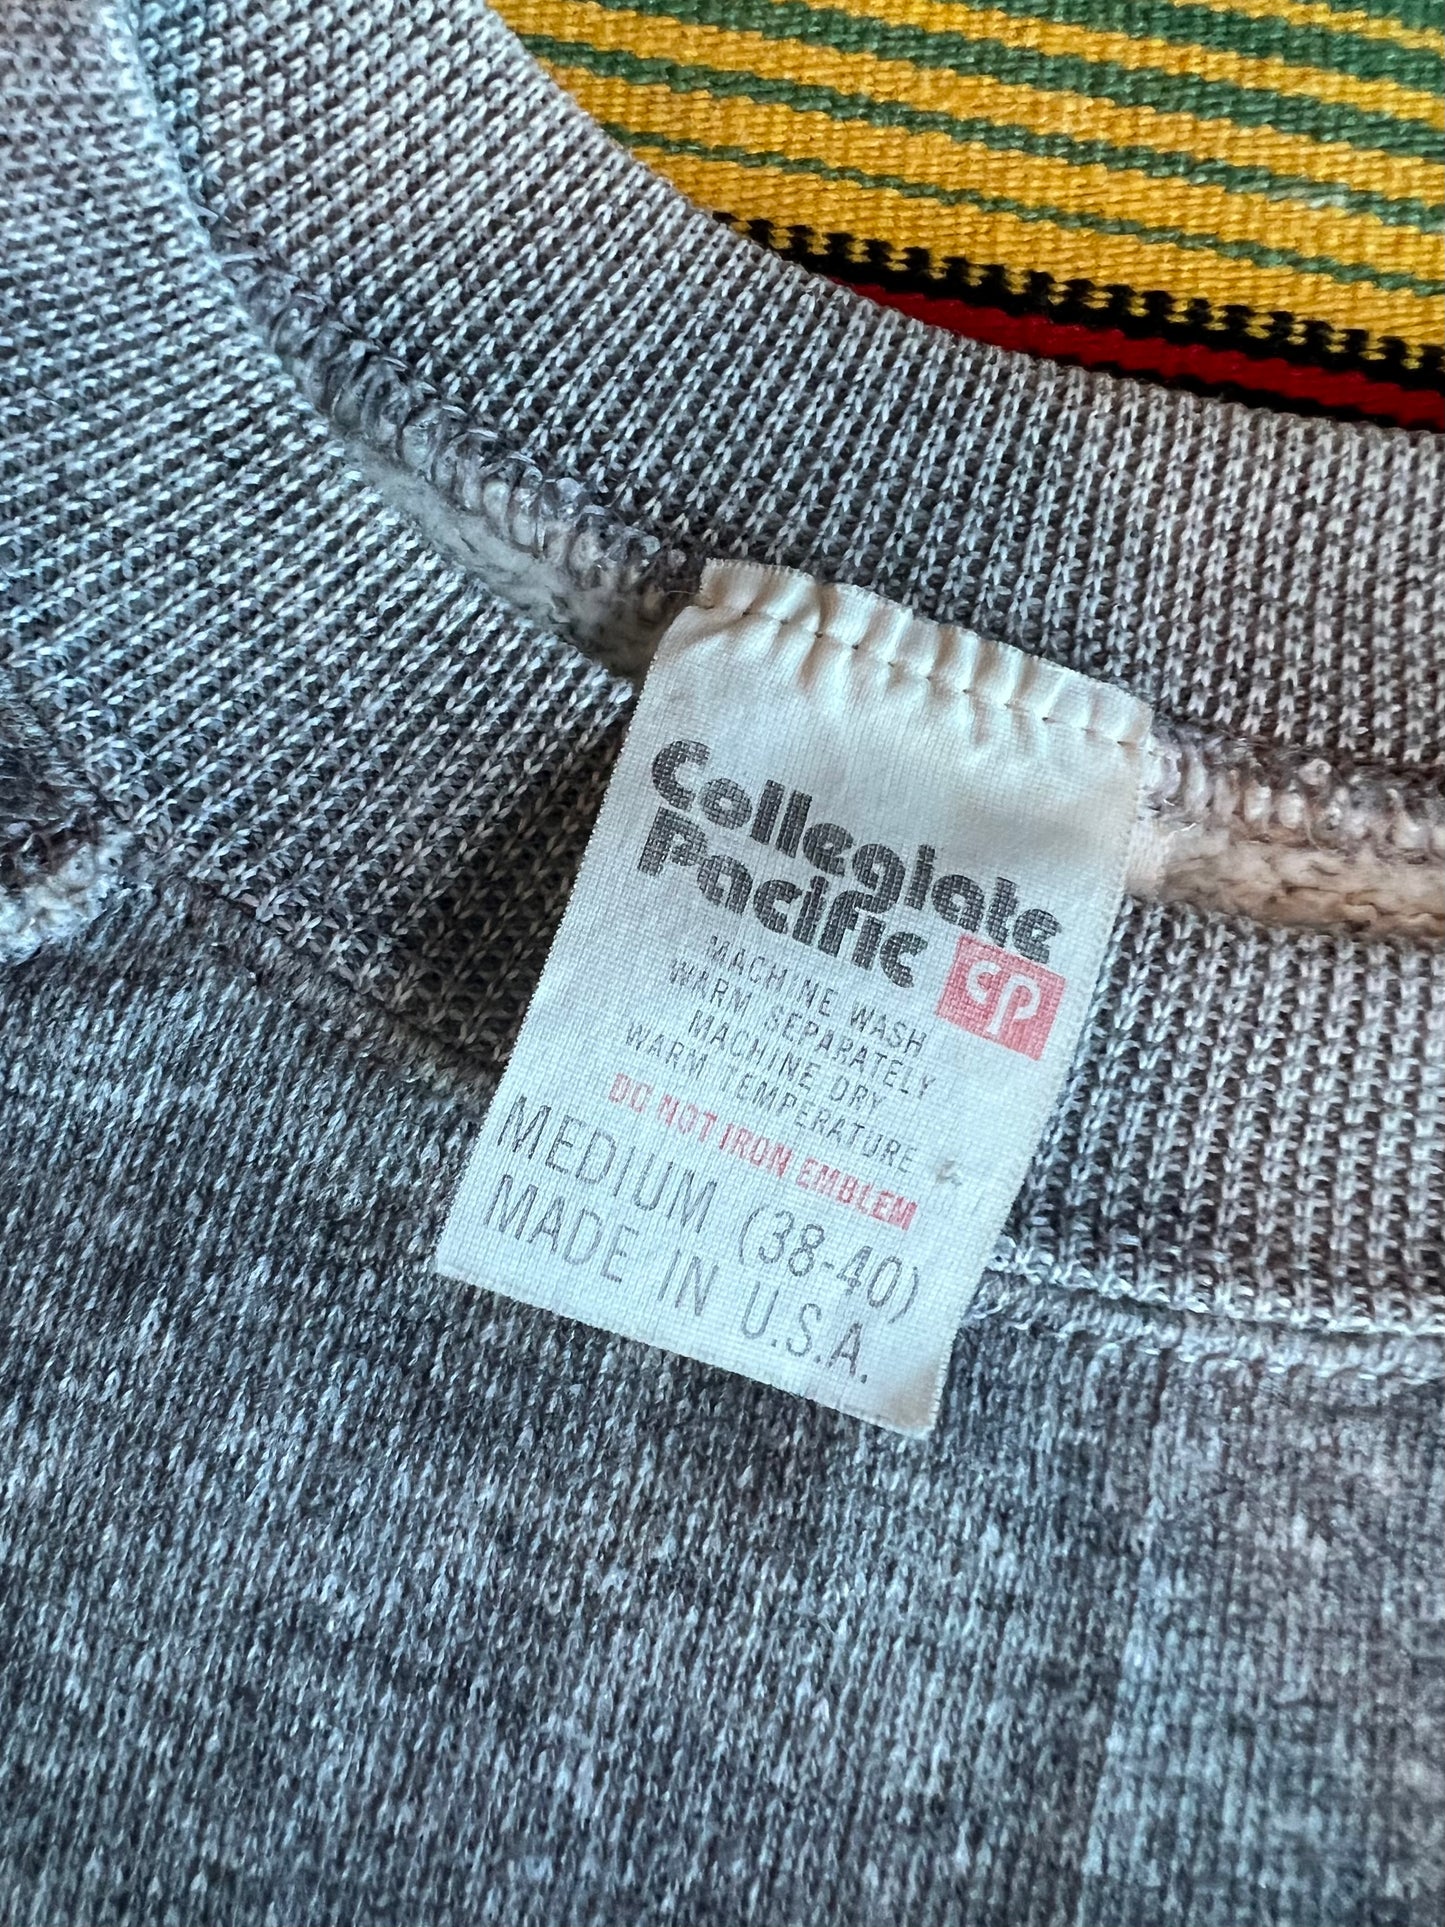 Collegiate
Pacific
CP
MACHINE WASH
WARM SEPARATELY
MACHINE DRY
WARM TEMPERATURE
DO NOT IRON EMBLEM
MEDIUM (38-40)
MADE IN U.S.A.